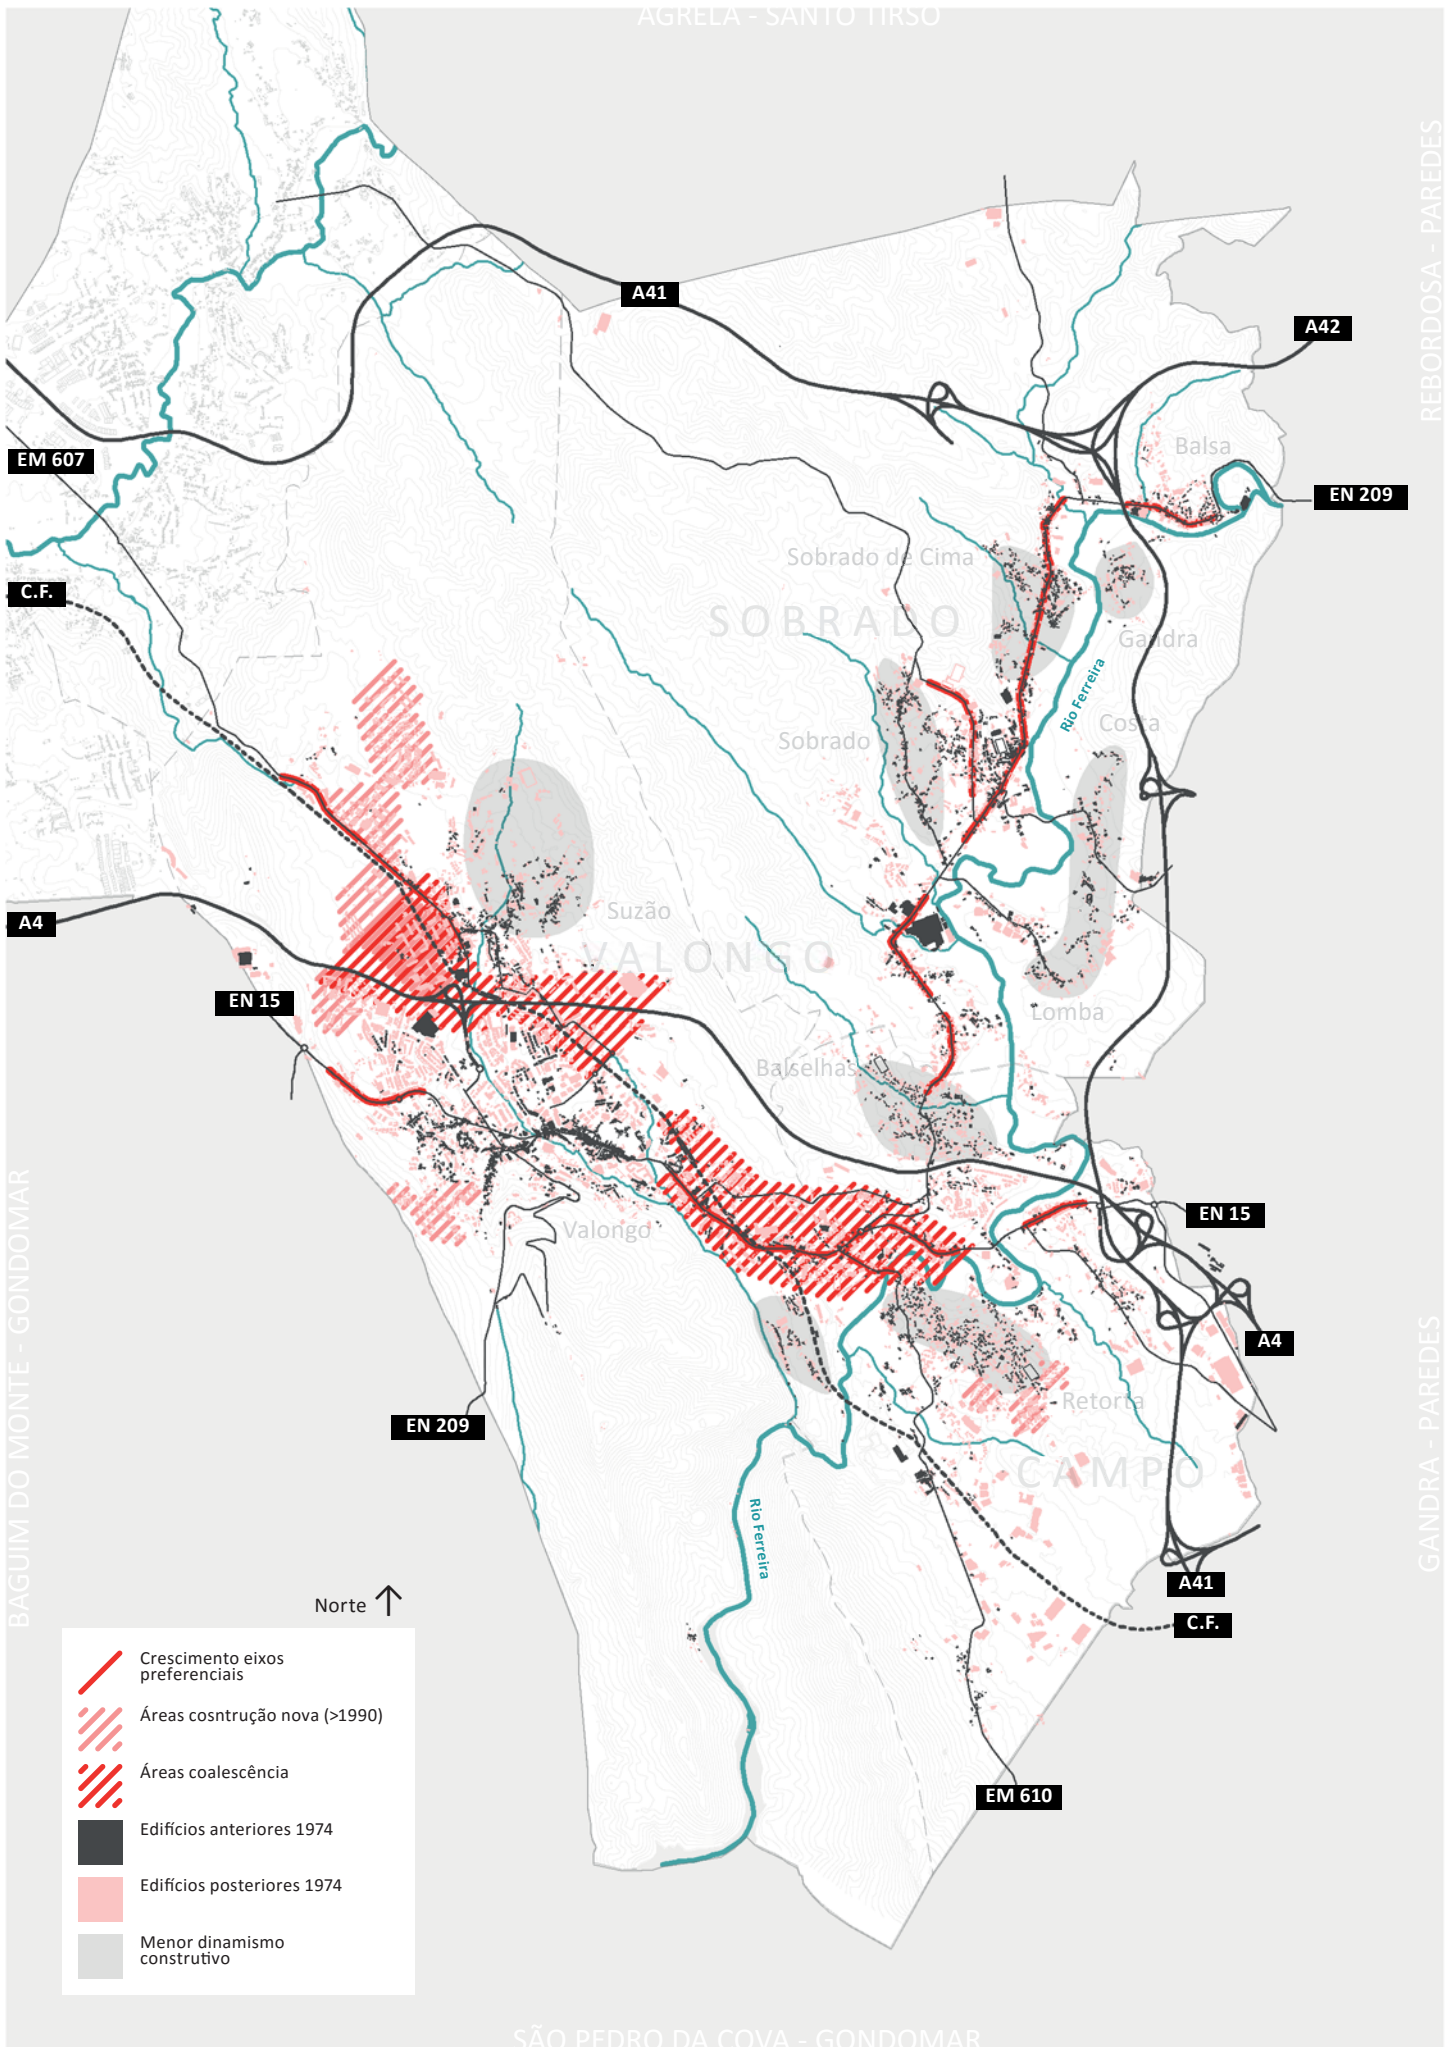 AGRELA - SANTO TIRSO
REBORDOSA - PAREDES
A41
A42
Balsa
EM 607
EN 209
Sobrado de Cima
C.F.
SOBRADO
Gandra
Rio Ferreira
Costa
Sobrado
Suzão
A4
VALONGO
EN 15
Lomba
Balselhas
BAGUIM DO MONTE - GONDOMAR
EN 15
Valongo
A4
GANDRA - PAREDES
Retorta
EN 209
CAMPO
Rio Ferreira
A41
Norte
C.F.
Crescimento eixos
preferenciais
Áreas cosntrução nova (>1990)
Áreas coalescência
EM 610
Edifícios anteriores 1974
Edifícios posteriores 1974
Menor dinamismo
construtivo
SÃO PEDRO DA COVA - GONDOMAR